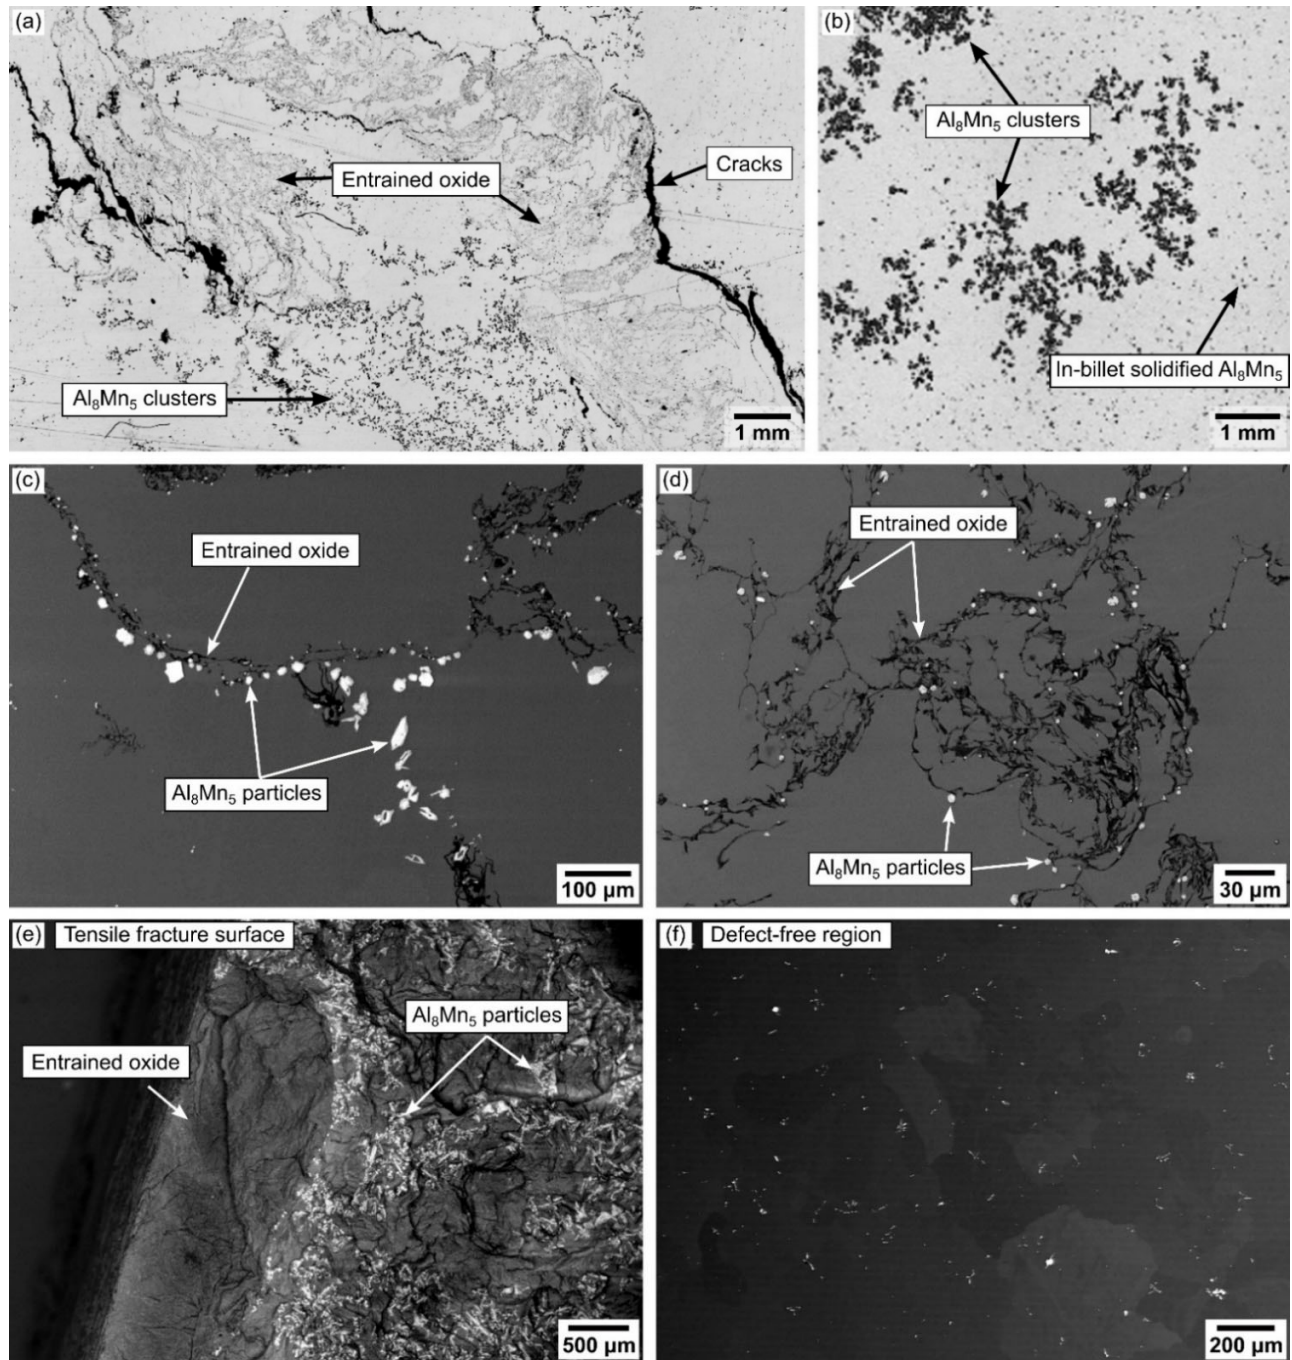 (a)
Entrained oxide
Cracks
Al₈Mn₅ clusters
1 mm
(b)
Al₈Mn₅ clusters
In-billet solidified Al₈Mn₅
1 mm
(c)
Entrained oxide
Al₈Mn₅ particles
100 µm
(d)
Entrained oxide
Al₈Mn₅ particles
30 µm
(e) Tensile fracture surface
Al₈Mn₅ particles
Entrained oxide
500 µm
(f) Defect-free region
200 µm